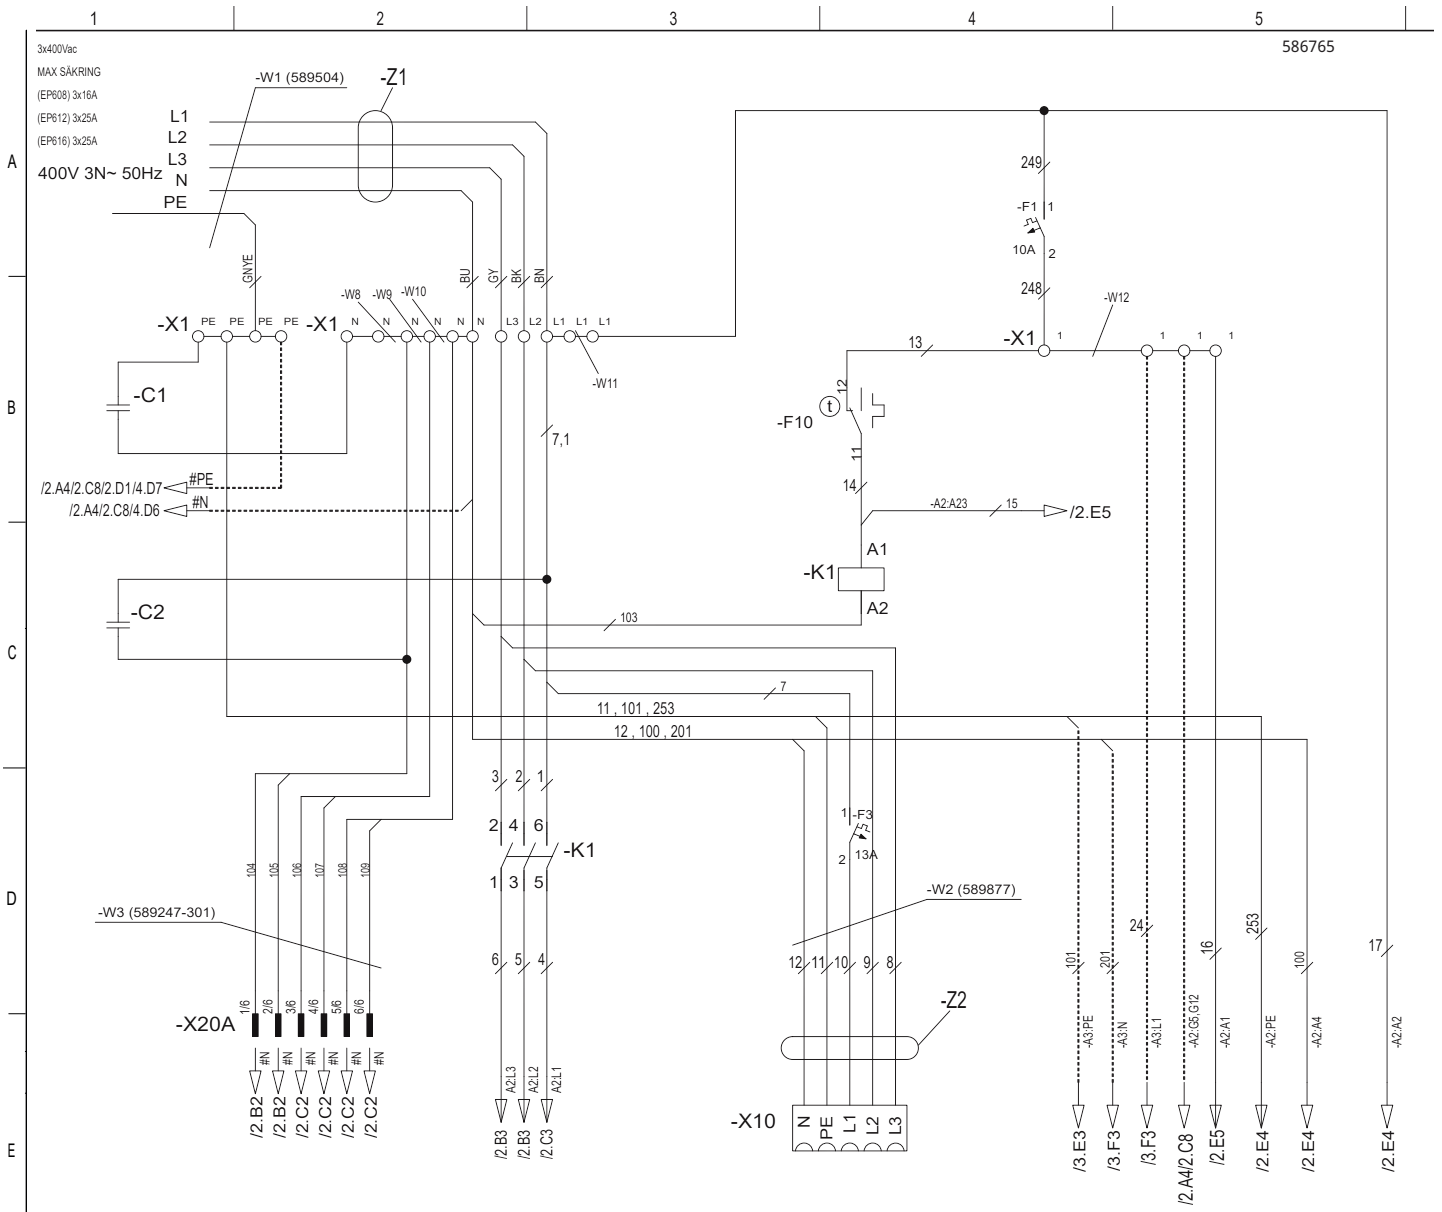 1 2 3 4 5
586765
3x400Vac
MAX SÄKRING
(EP608) 3x16A
(EP612) 3x25A
(EP616) 3x25A
400V 3N~ 50Hz
L1
L2
L3
N
PE
-W1 (589504)
-Z1
A
249
-F1 1
10A 2
248
GNYE BU GY BK BN
-W8 -W9 -W10
-W12
-X1 PE PE PE PE
-X1 N N N N N N L3 L2 L1 L1 L1
-X1 1 1 1 1
-W11
13
B
-C1
12
t
-F10
11
7,1
14
/2.A4/2.C8/2.D1/4.D7 #PE
/2.A4/2.C8/4.D6 #N
-A2:A23 15 /2.E5
A1
-K1
A2
-C2
103
C
7
11 , 101 , 253
12 , 100 , 201
3 2 1
2 4 6
-K1
1 3 5
1 -F3
2 13A
104 105 106 107 108 109
D
-W3 (589247-301)
-W2 (589877)
6 5 4
12 11 10 9 8
101 201 24 16 253 100 17
1/6 2/6 3/6 4/6 5/6 6/6
-X20A
#N #N #N #N #N #N
-Z2
-A3:PE -A3:N -A3:L1 -A2:G5,G12 -A2:A1 -A2:PE -A2:A4 -A2:A2
A2:L3 A2:L2 A2:L1
/2.B2 /2.B2 /2.C2 /2.C2 /2.C2 /2.C2
/2.B3 /2.B3 /2.C3
-X10 N PE L1 L2 L3
E
/3.E3 /3.F3 /3.F3 /2.A4/2.C8 /2.E5 /2.E4 /2.E4 /2.E4